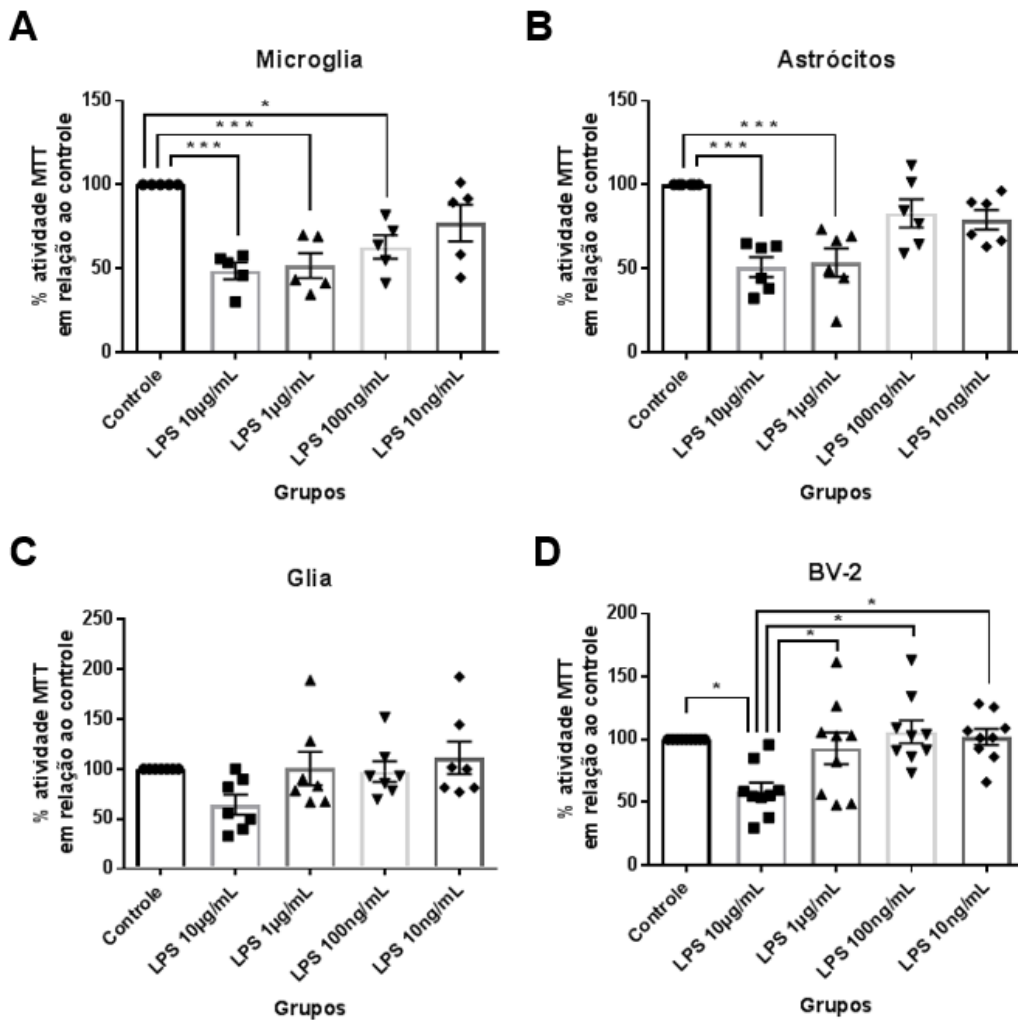 A
Microglia
% atividade MTT
em relação ao controle
150
100
50
0
*
***
***
Controle
LPS 10µg/mL
LPS 1µg/mL
LPS 100ng/mL
LPS 10ng/mL
Grupos
B
Astrócitos
% atividade MTT
em relação ao controle
150
100
50
0
***
***
Controle
LPS 10µg/mL
LPS 1µg/mL
LPS 100ng/mL
LPS 10ng/mL
Grupos
C
Glia
% atividade MTT
em relação ao controle
250
200
150
100
50
0
Controle
LPS 10µg/mL
LPS 1µg/mL
LPS 100ng/mL
LPS 10ng/mL
Grupos
D
BV-2
% atividade MTT
em relação ao controle
200
150
100
50
0
*
*
*
*
Controle
LPS 10µg/mL
LPS 1µg/mL
LPS 100ng/mL
LPS 10ng/mL
Grupos